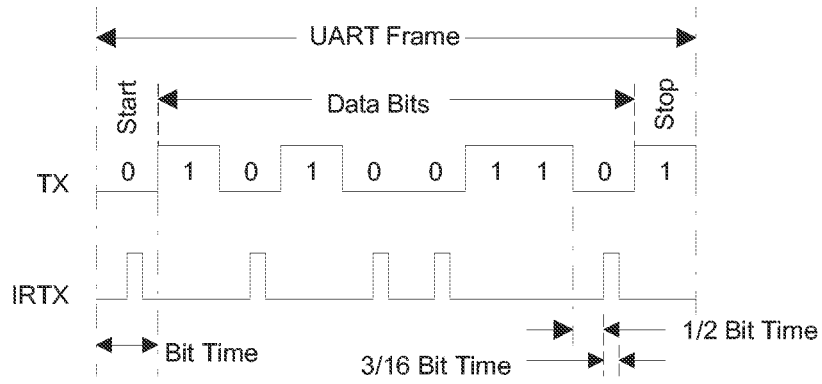 UART Frame
Start
Data Bits
Stop
TX
0 1 0 1 0 0 1 1 0 1
IRTX
Bit Time
1/2 Bit Time
3/16 Bit Time